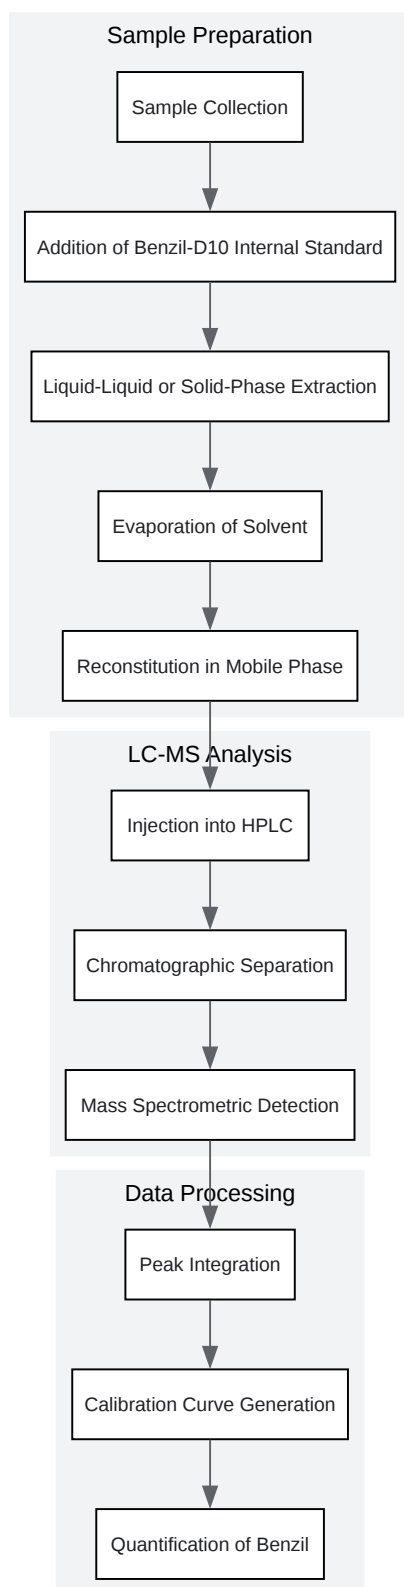 Sample Preparation
Sample Collection
Addition of Benzil-D10 Internal Standard
Liquid-Liquid or Solid-Phase Extraction
Evaporation of Solvent
Reconstitution in Mobile Phase
LC-MS Analysis
Injection into HPLC
Chromatographic Separation
Mass Spectrometric Detection
Data Processing
Peak Integration
Calibration Curve Generation
Quantification of Benzil